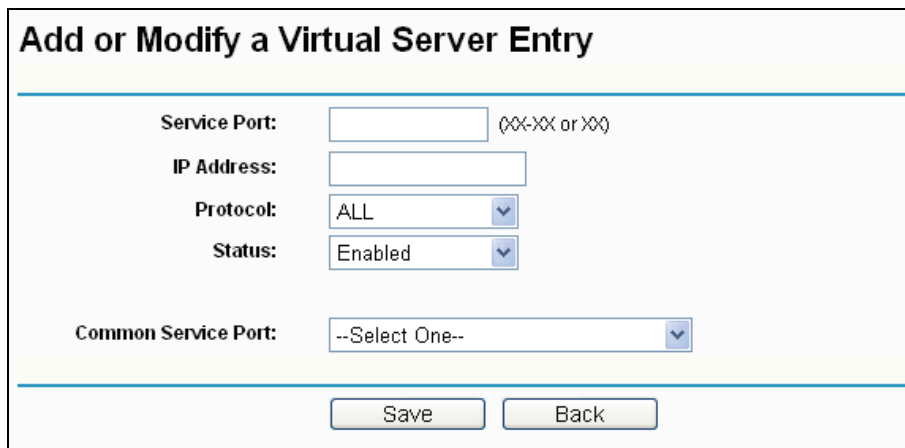 Add or Modify a Virtual Server Entry
Service Port: (XX-XX or XX)
IP Address:
Protocol: ALL
Status: Enabled
Common Service Port: --Select One--
Save Back